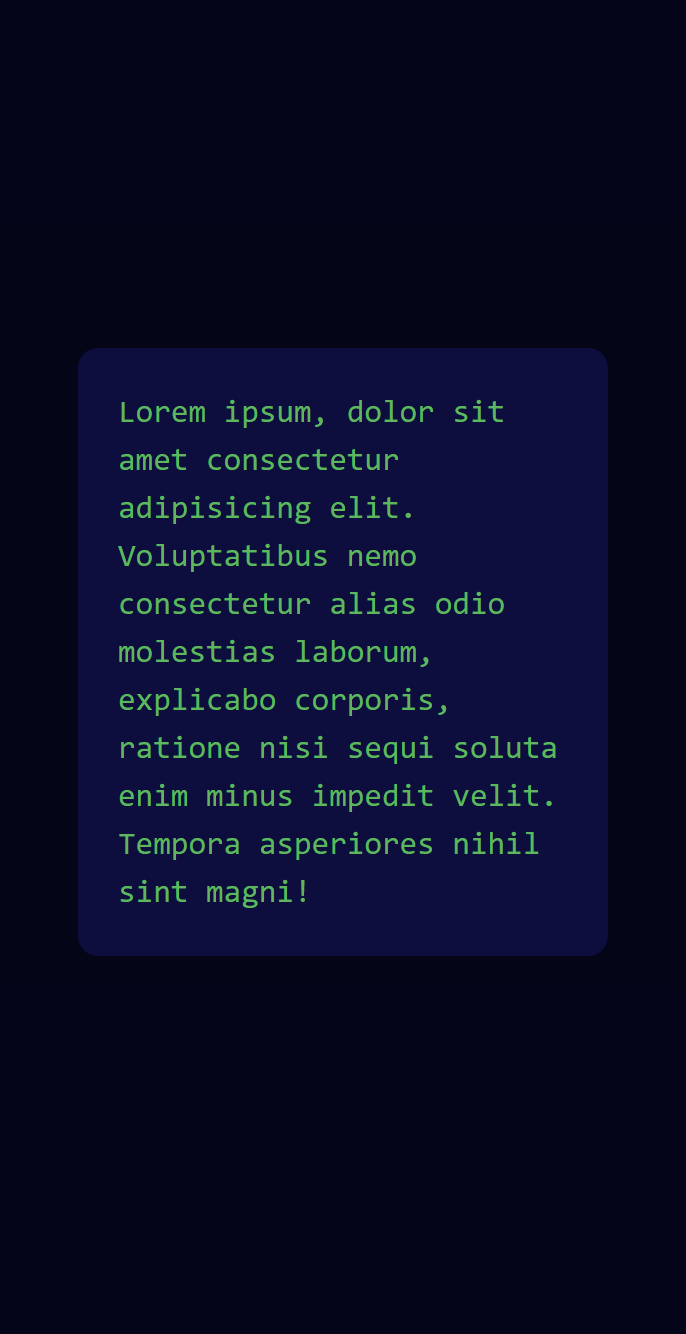 Lorem ipsum, dolor sit
amet consectetur
adipisicing elit.
Voluptatibus nemo
consectetur alias odio
molestias laborum,
explicabo corporis,
ratione nisi sequi soluta
enim minus impedit velit.
Tempora asperiores nihil
sint magni!